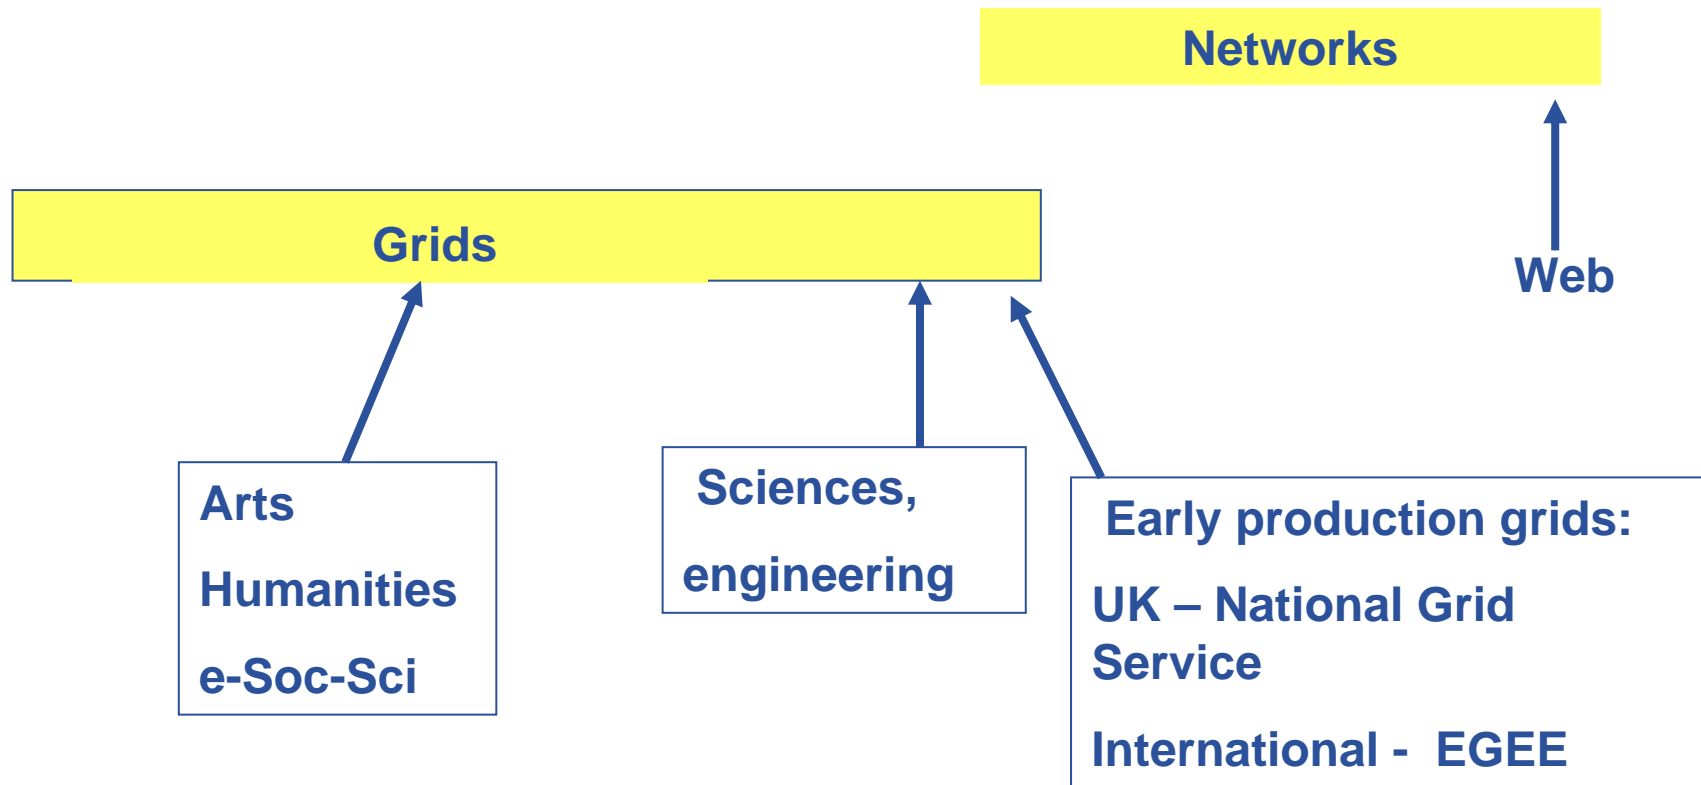 Networks
Grids
Web
Arts
Humanities
e-Soc-Sci
Sciences,
engineering
Early production grids:
UK – National Grid
Service
International - EGEE